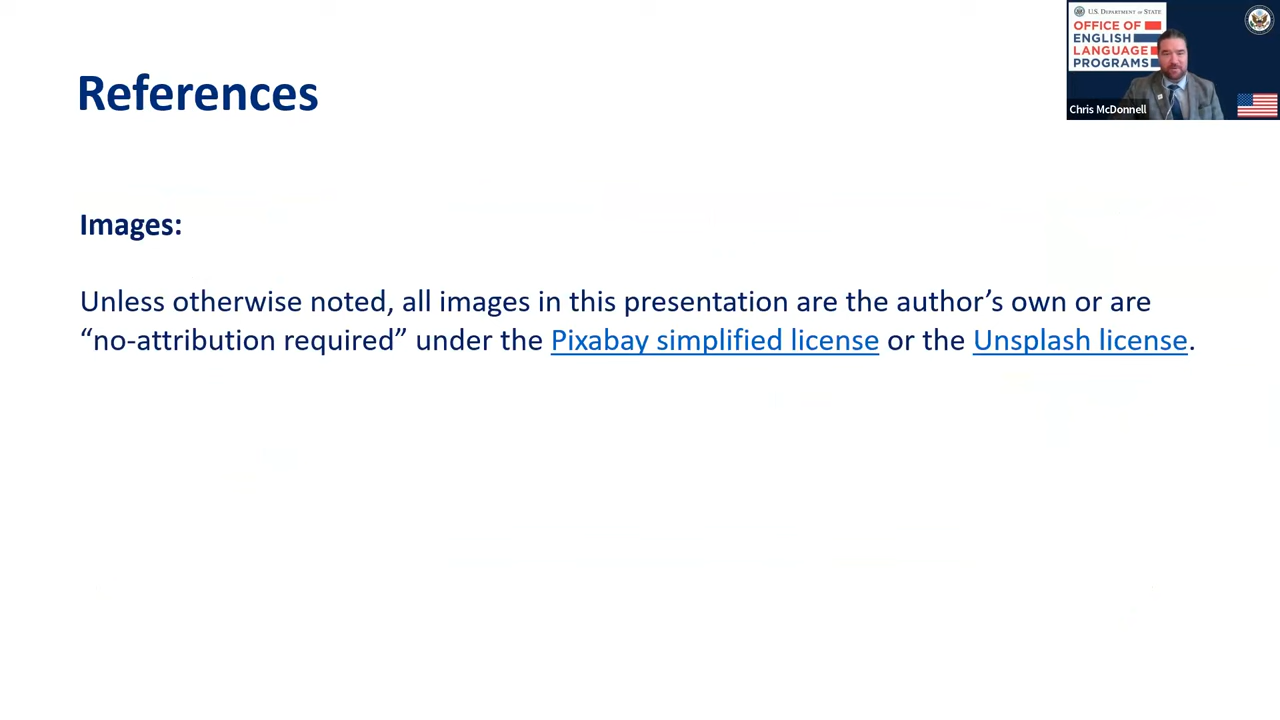 References
U.S. DEPARTMENT OF STATE
OFFICE OF
ENGLISH
LANGUAGE
PROGRAMS
Chris McDonnell
Images:
Unless otherwise noted, all images in this presentation are the author’s own or are
“no-attribution required” under the Pixabay simplified license or the Unsplash license.